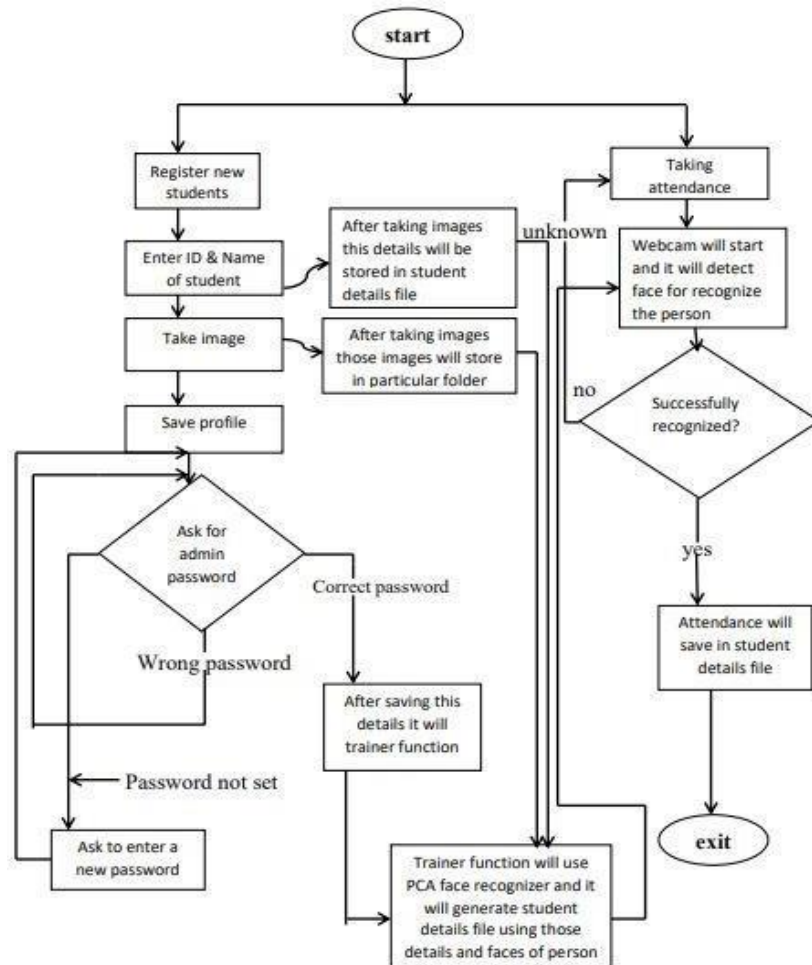 start
Register new
students
Taking
attendance
Enter ID & Name
of student
After taking images
this details will be
stored in student
details file
unknown
Webcam will start
and it will detect
face for recognize
the person
Take image
After taking images
those images will store
in particular folder
no
Successfully
recognized?
Save profile
Ask for
admin
password
Correct password
yes
Wrong password
Attendance will
save in student
details file
After saving this
details it will
trainer function
Password not set
Ask to enter a
new password
exit
Trainer function will use
PCA face recognizer and it
will generate student
details file using those
details and faces of person